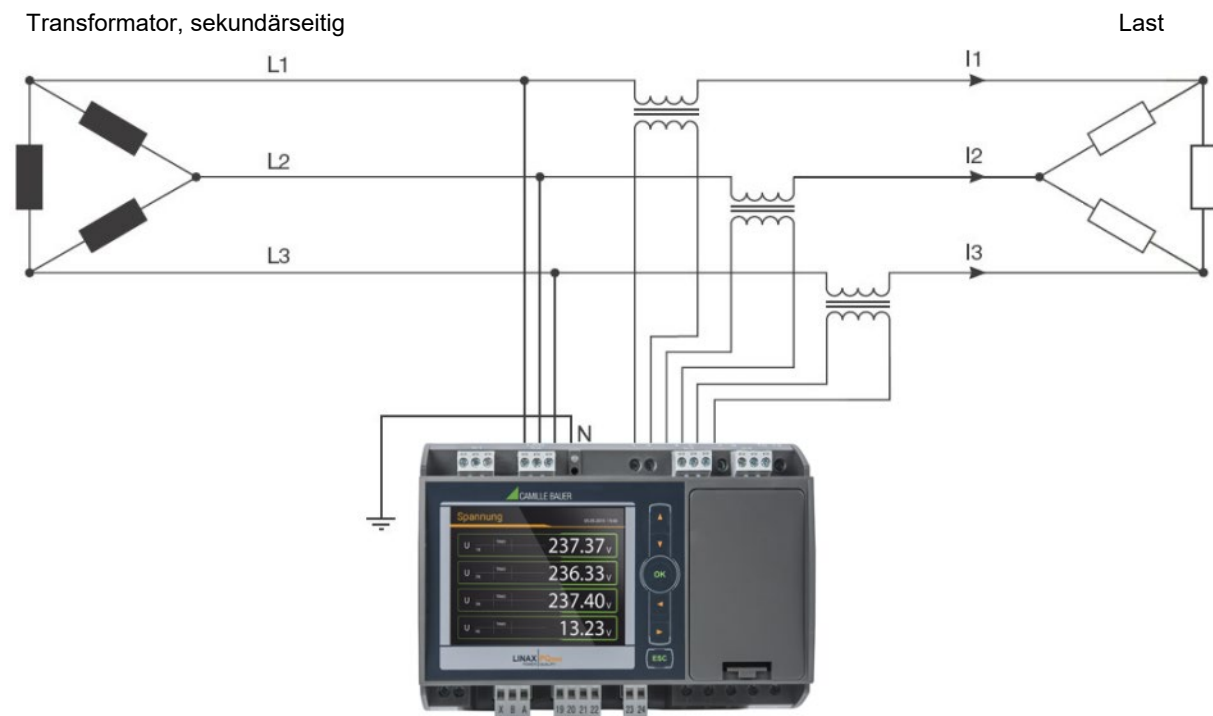 Transformator, sekundärseitig
Last
L1
I1
L2
I2
L3
I3
N
CAMILLE BAUER
Spannung
U
237.37 V
U
236.33 V
U
237.40 V
U
13.23 V
OK
ESC
LINAX PQ
X B A
19 20 21 22
23 24